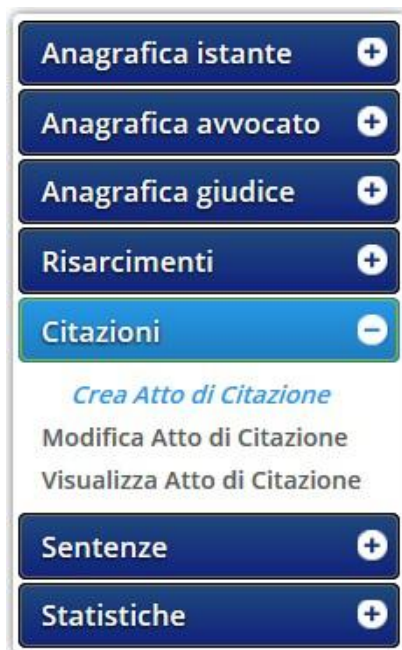 Anagrafica istante
Anagrafica avvocato
Anagrafica giudice
Risarcimenti
Citazioni
Crea Atto di Citazione
Modifica Atto di Citazione
Visualizza Atto di Citazione
Sentenze
Statistiche